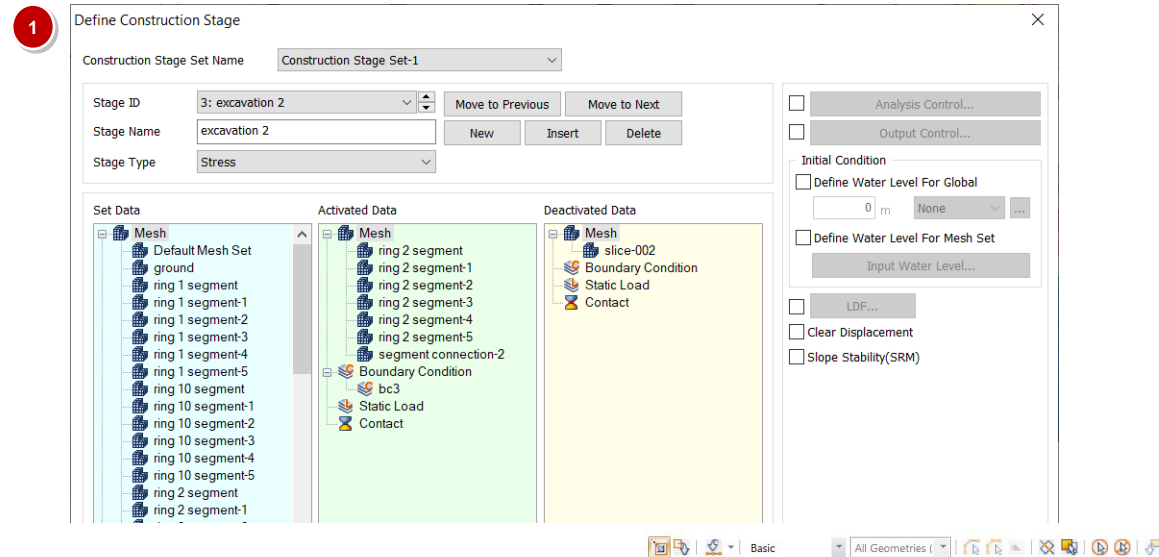 1
Define Construction Stage
Construction Stage Set Name
Construction Stage Set-1
Stage ID
3: excavation 2
Move to Previous
Move to Next
Stage Name
excavation 2
New
Insert
Delete
Stage Type
Stress
Set Data
Mesh
Default Mesh Set
ground
ring 1 segment
ring 1 segment-1
ring 1 segment-2
ring 1 segment-3
ring 1 segment-4
ring 1 segment-5
ring 10 segment
ring 10 segment-1
ring 10 segment-2
ring 10 segment-3
ring 10 segment-4
ring 10 segment-5
ring 2 segment
ring 2 segment-1
Activated Data
Mesh
ring 2 segment
ring 2 segment-1
ring 2 segment-2
ring 2 segment-3
ring 2 segment-4
ring 2 segment-5
segment connection-2
Boundary Condition
bc3
Static Load
Contact
Deactivated Data
Mesh
slice-002
Boundary Condition
Static Load
Contact
Analysis Control...
Output Control...
Initial Condition
Define Water Level For Global
0 m
None
...
Define Water Level For Mesh Set
Input Water Level...
LDF...
Clear Displacement
Slope Stability(SRM)
Basic
All Geometries (